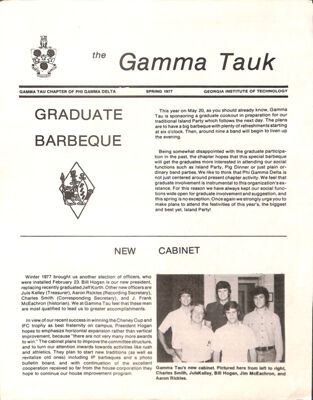 the Gamma Tauk
GAMMA TAU CHAPTER OF PHI GAMMA DELTA SPRING 1977 GEORGIA INSTITUTE OF TECHNOLOGY
GRADUATE
BARBEQUE
This year on May 20, as you should already know, Gamma
Tau is sponsoring a graduate cookout in preparation for our
traditional Island Party which follows the next day. The plans
are to have a big barbeque with plenty of refreshments starting
at six o'clock. Then, around nine a band will begin to liven up
the evening.
Being somewhat disappointed with the graduate participa-
tion in the past, the chapter hopes that this special barbeque
will get the graduates more interested in attending our social
functions such as Island Party, Pig Dinner or just plain or-
dinary band parties. We like to think that Phi Gamma Delta is
not just centered around present chapter activity. We feel that
graduate involvement is instrumental to this organization's ex-
istance. For this reason we have always kept our social func-
tions wide open for graduate involvement and suggestion, and
this spring is no exception. Once again we strongly urge you to
make plans to attend the festivities of this year's, the biggest
and best yet, Island Party!
NEW CABINET
Winter 1977 brought us another election of officers, who
were installed February 23. Bill Hogan is our new president,
replacing recently graduated Jeff Kurth. Other new officers are
Juls Kelley (Treasurer), Aaron Rickles (Recording Secretary),
Charles Smith (Corresponding Secretary), and J. Frank
McEachron (historian). We at Gamma Tau feel that these men
are most qualified to lead us to greater accomplishments.
In view of our recent success in winning the Cheney Cup and
IFC trophy as best fraternity on campus, President Hogan
hopes to emphasize horizontal expansion rather than vertical
improvement, because "there are not very many more awards
to win." The cabinet plans to improve the committee structure,
and to turn our attention inwards towards activities like rush
and athletics. They plan to start new traditions (as well as
revitalize old ones) including IF barbeques and a photo
bulletin board, and with continuation of the excellent
cooperation received so far from the house corporation they
hope to continue our house improvement program.
Gamma Tau's new cabinet. Pictured here from left to right,
Charles Smith, Juls Kelley, Bill Hogan, Jim McEachron, and
Aaron Rickles.